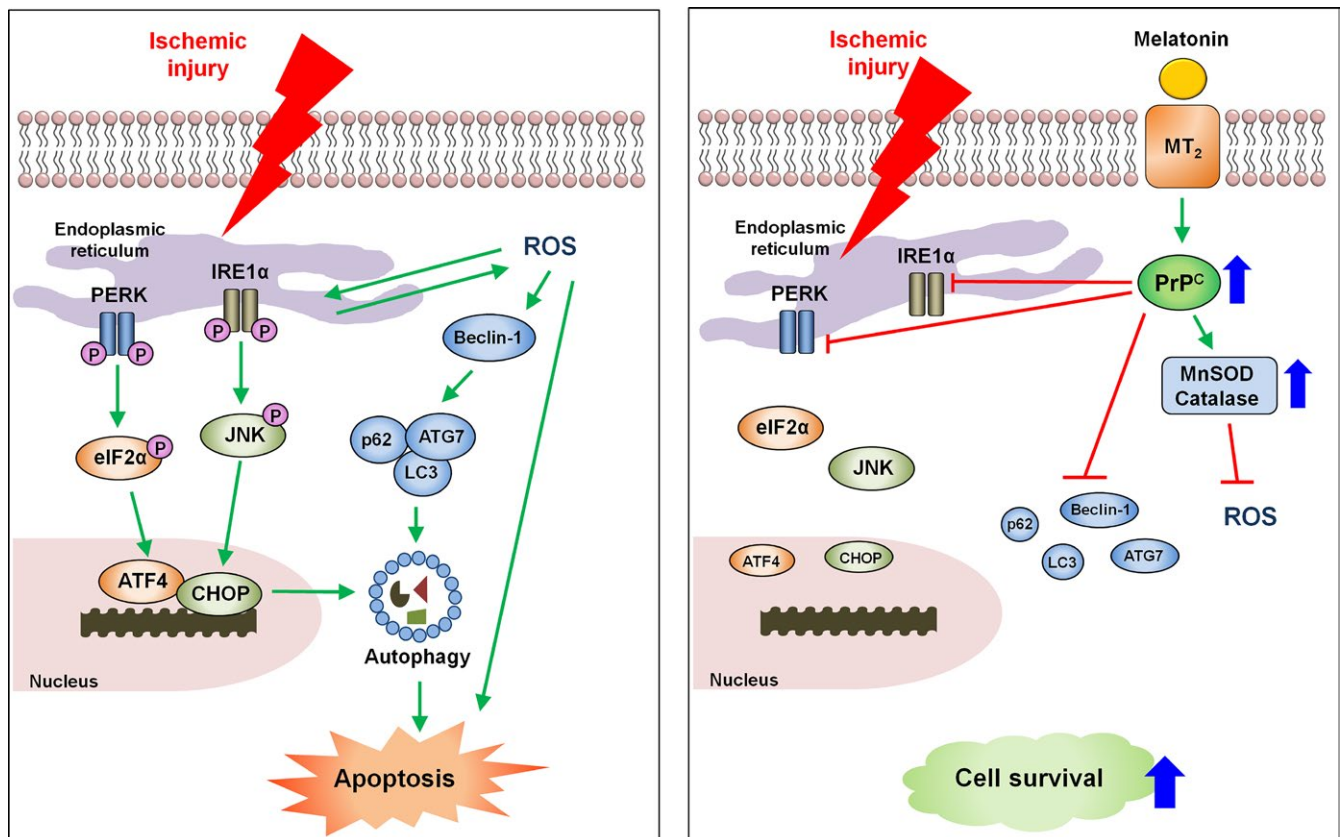 Ischemic
injury
Endoplasmic
reticulum
ROS
IRE1α
PERK
P
P
P
P
Beclin-1
P
JNK
p62
ATG7
LC3
eIF2α
P
ATF4
CHOP
Autophagy
Nucleus
Apoptosis
Ischemic
injury
Melatonin
MT₂
Endoplasmic
reticulum
IRE1α
PERK
PrPᶜ
MnSOD
Catalase
eIF2α
JNK
Beclin-1
p62
ROS
LC3
ATG7
ATF4
CHOP
Nucleus
Cell survival